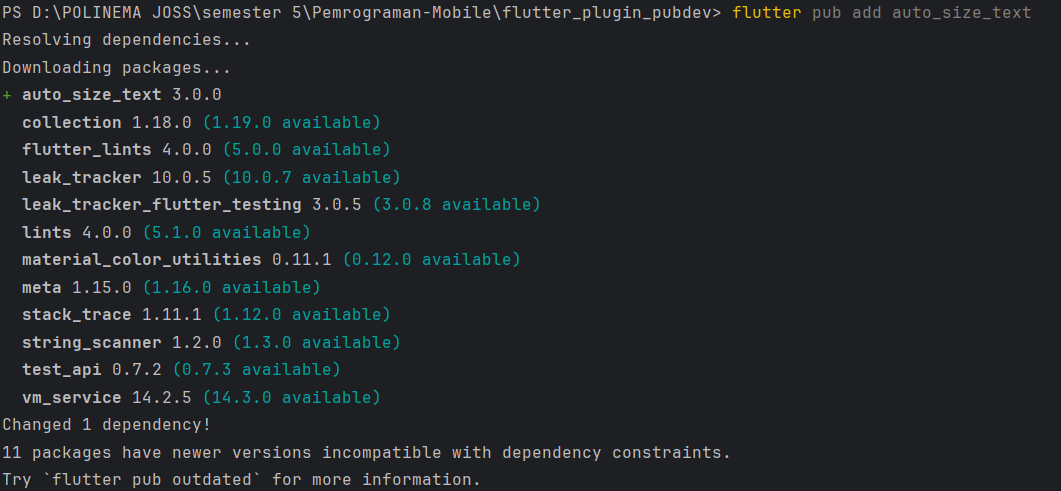 PS D:\POLINEMA JOSS\semester 5\Pemrograman-Mobile\flutter_plugin_pubdev> flutter pub add auto_size_text
Resolving dependencies...
Downloading packages...
+ auto_size_text 3.0.0
  collection 1.18.0 (1.19.0 available)
  flutter_lints 4.0.0 (5.0.0 available)
  leak_tracker 10.0.5 (10.0.7 available)
  leak_tracker_flutter_testing 3.0.5 (3.0.8 available)
  lints 4.0.0 (5.1.0 available)
  material_color_utilities 0.11.1 (0.12.0 available)
  meta 1.15.0 (1.16.0 available)
  stack_trace 1.11.1 (1.12.0 available)
  string_scanner 1.2.0 (1.3.0 available)
  test_api 0.7.2 (0.7.3 available)
  vm_service 14.2.5 (14.3.0 available)
Changed 1 dependency!
11 packages have newer versions incompatible with dependency constraints.
Try `flutter pub outdated` for more information.